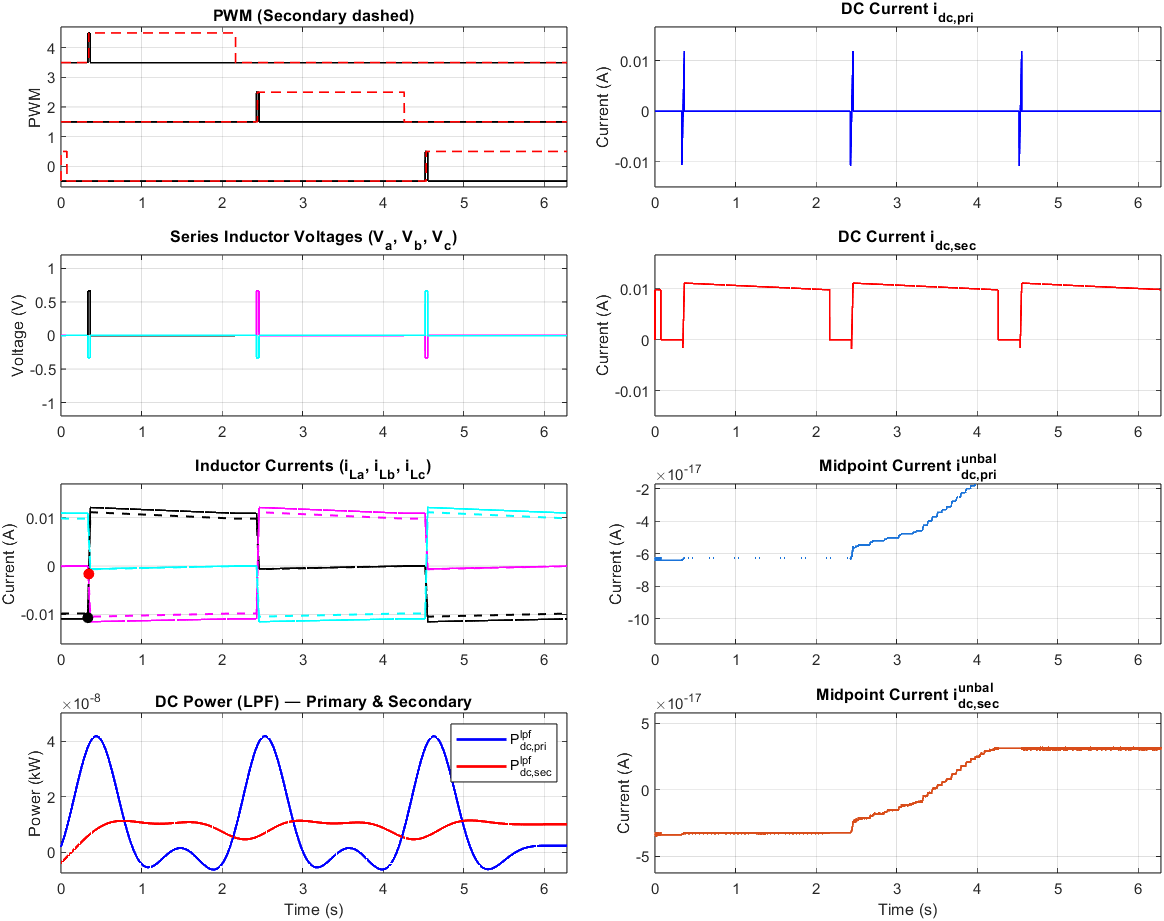 PWM (Secondary dashed)
PWM
4
3
2
1
0
0 1 2 3 4 5 6
DC Current i_dc,pri
Current (A)
0.01
0
-0.01
0 1 2 3 4 5 6
Series Inductor Voltages (V_a, V_b, V_c)
Voltage (V)
1
0.5
0
-0.5
-1
0 1 2 3 4 5 6
DC Current i_dc,sec
Current (A)
0.01
0
-0.01
0 1 2 3 4 5 6
Inductor Currents (i_La, i_Lb, i_Lc)
Current (A)
0.01
0
-0.01
0 1 2 3 4 5 6
Midpoint Current i^unbal_dc,pri
×10^-17
Current (A)
-2
-4
-6
-8
-10
0 1 2 3 4 5 6
DC Power (LPF) — Primary & Secondary
×10^-8
Power (kW)
4
2
0
P^lpf_dc,pri
P^lpf_dc,sec
0 1 2 3 4 5 6
Time (s)
Midpoint Current i^unbal_dc,sec
×10^-17
Current (A)
5
0
-5
0 1 2 3 4 5 6
Time (s)